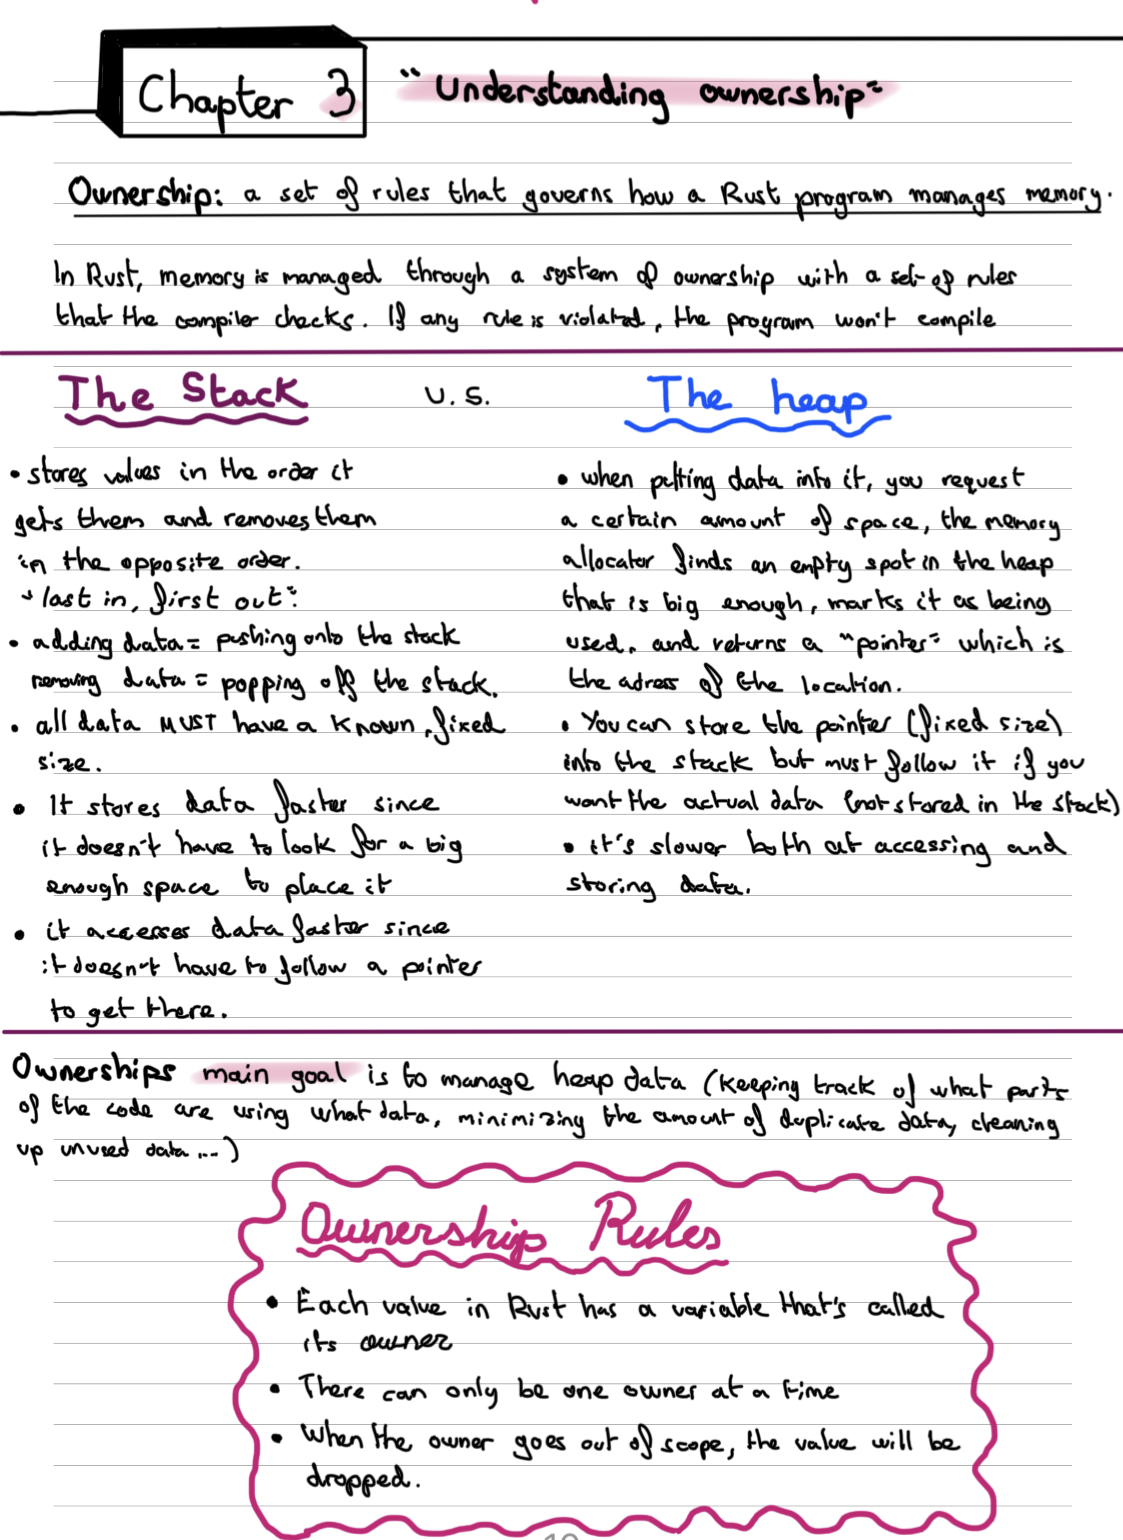 Chapter 3
"Understanding ownership"
Ownership: a set of rules that governs how a Rust program manages memory.
In Rust, memory is managed through a system of ownership with a set of rules
that the compiler checks. If any rule is violated, the program won't compile
The Stack v.s. The heap
• stores values in the order it
gets them and removes them
in the opposite order.
"last in, first out".
• adding data = pushing onto the stack
removing data = popping off the stack.
• all data MUST have a known, fixed
size.
• It stores data faster since
it doesn't have to look for a big
enough space to place it
• it accesses data faster since
it doesn't have to follow a pointer
to get there.
• when putting data into it, you request
a certain amount of space, the memory
allocator finds an empty spot in the heap
that is big enough, marks it as being
used, and returns a "pointer" which is
the adress of the location.
• You can store the pointer (fixed size)
into the stack but must follow it if you
want the actual data (not stored in the stack)
• it's slower both at accessing and
storing data.
Ownerships main goal is to manage heap data (keeping track of what parts
of the code are using what data, minimizing the amount of duplicate data, cleaning
up unused data ...)
Ownership Rules
• Each value in Rust has a variable that's called
its owner
• There can only be one owner at a time
• When the owner goes out of scope, the value will be
dropped.